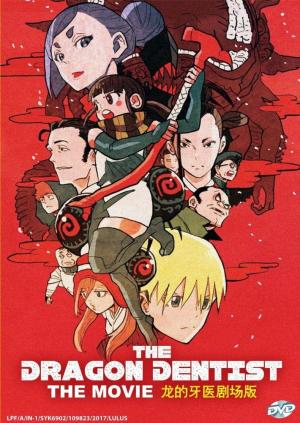 THE
DRAGON DENTIST
THE MOVIE 龙的牙医剧场版
LPF/A/IN-1/SYK6902/109823/2017/LULUS
DVD